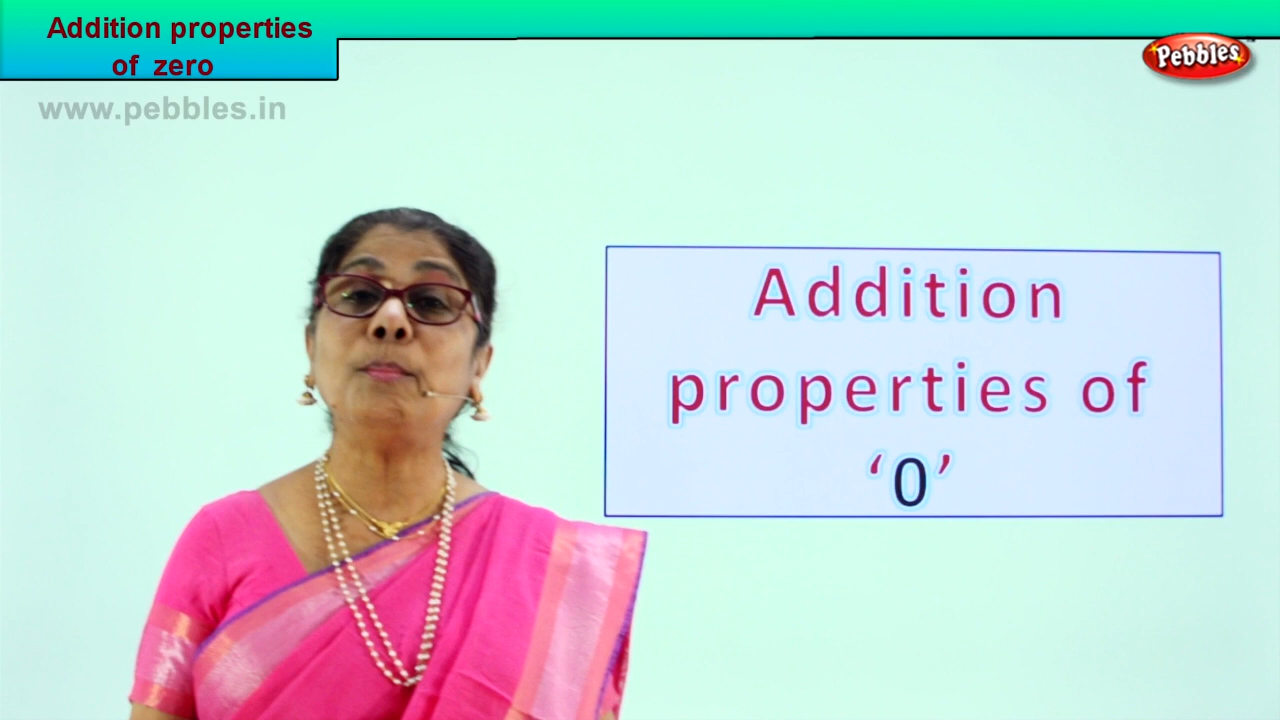 Addition properties
of zero
www.pebbles.in
Pebbles
Addition
properties of
‘0’